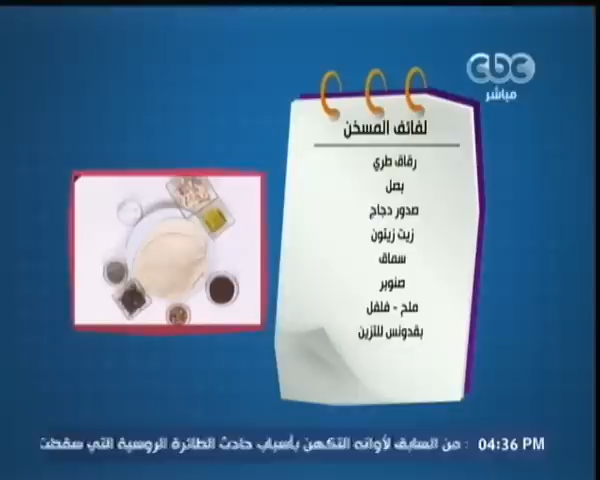 cbc
مباشر
لفائف المسخن
رقاق طري
بصل
صدور دجاج
زيت زيتون
سماق
صنوبر
ملح - فلفل
بقدونس للتزين
04:36 PM : من السابق لأوانه التكهن بأسباب حادث الطائرة الروسية التي سقطت